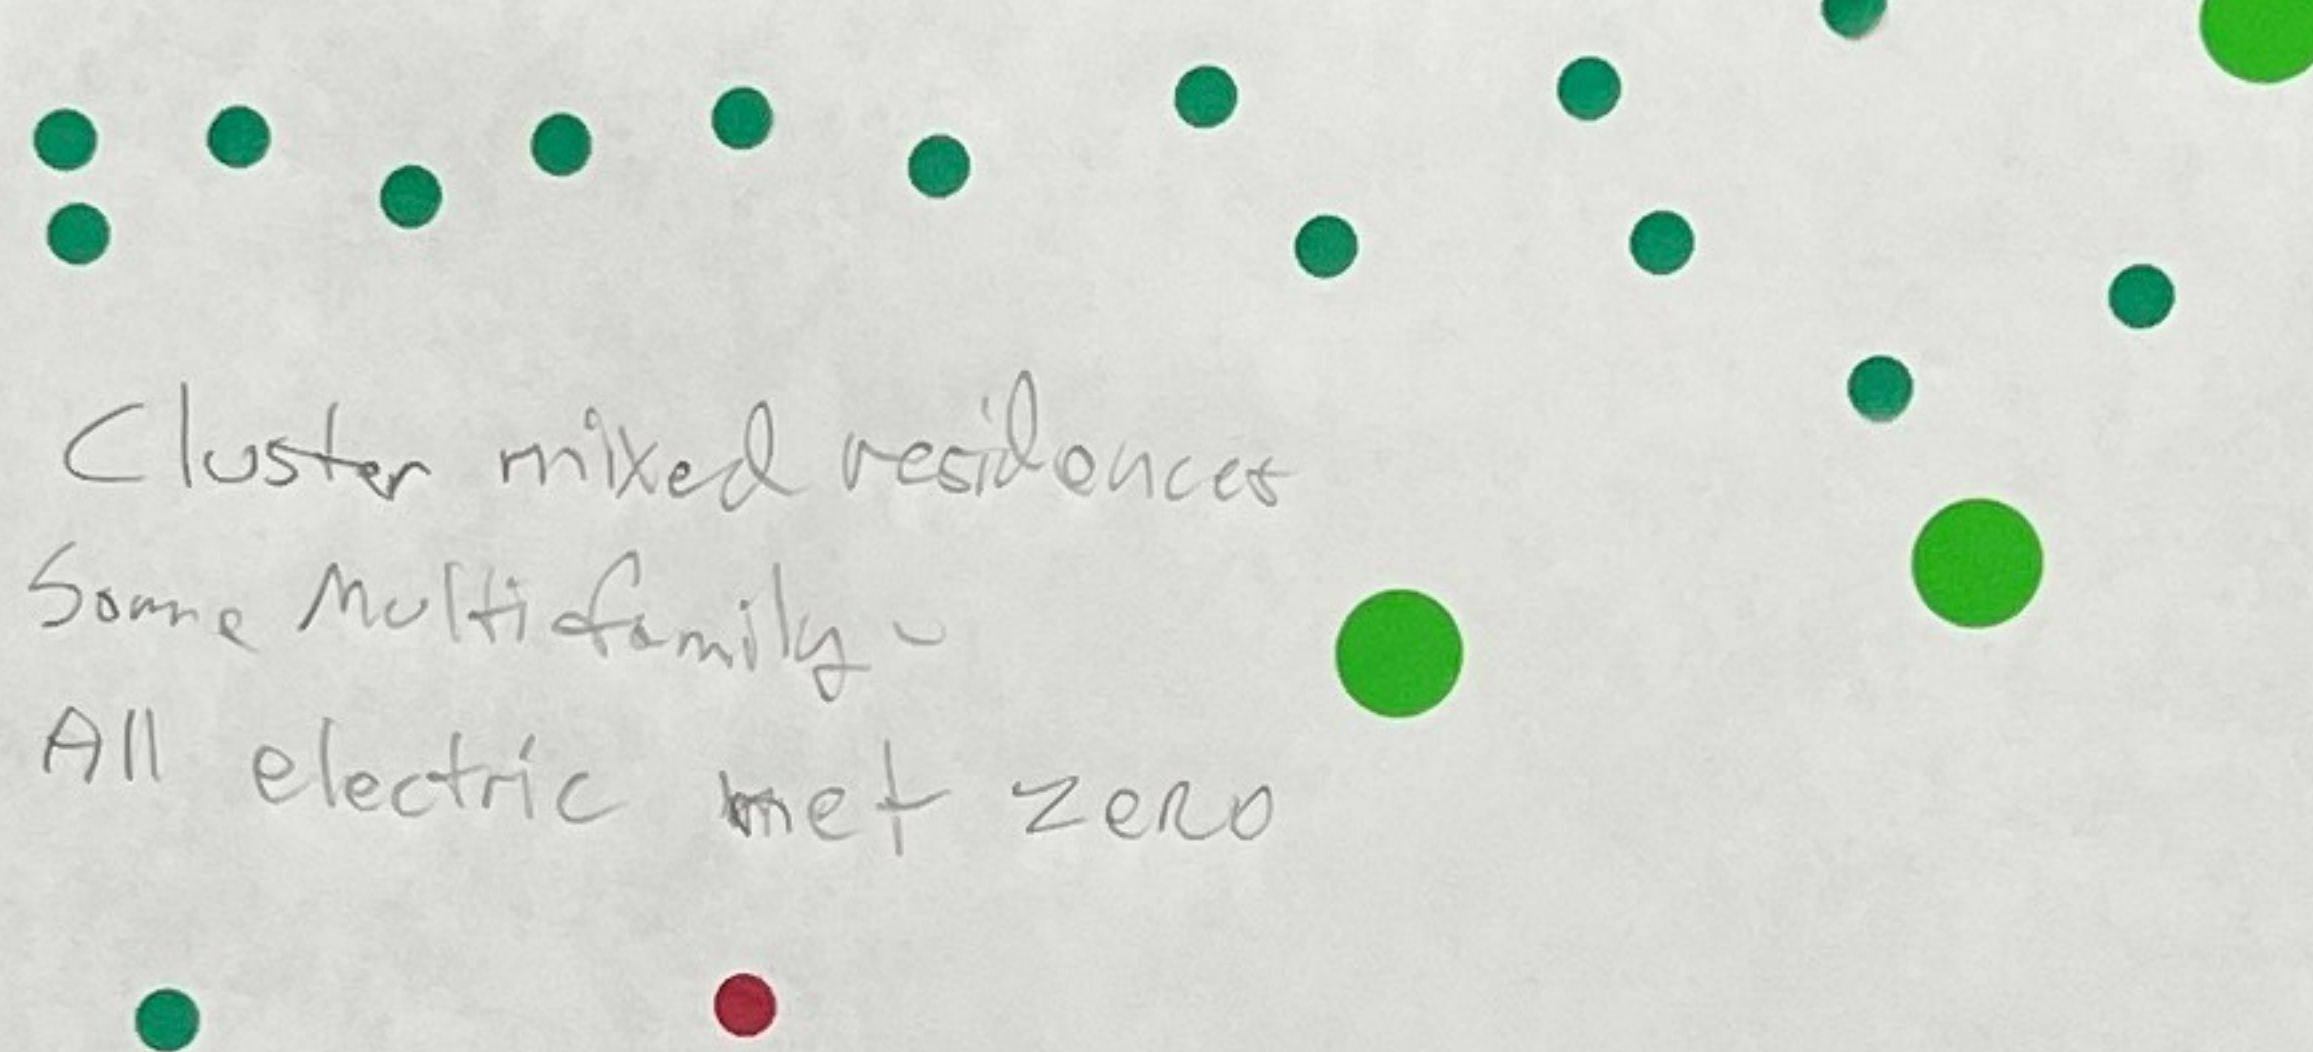 Cluster mixed residences
Some Multifamily -
All electric net zero